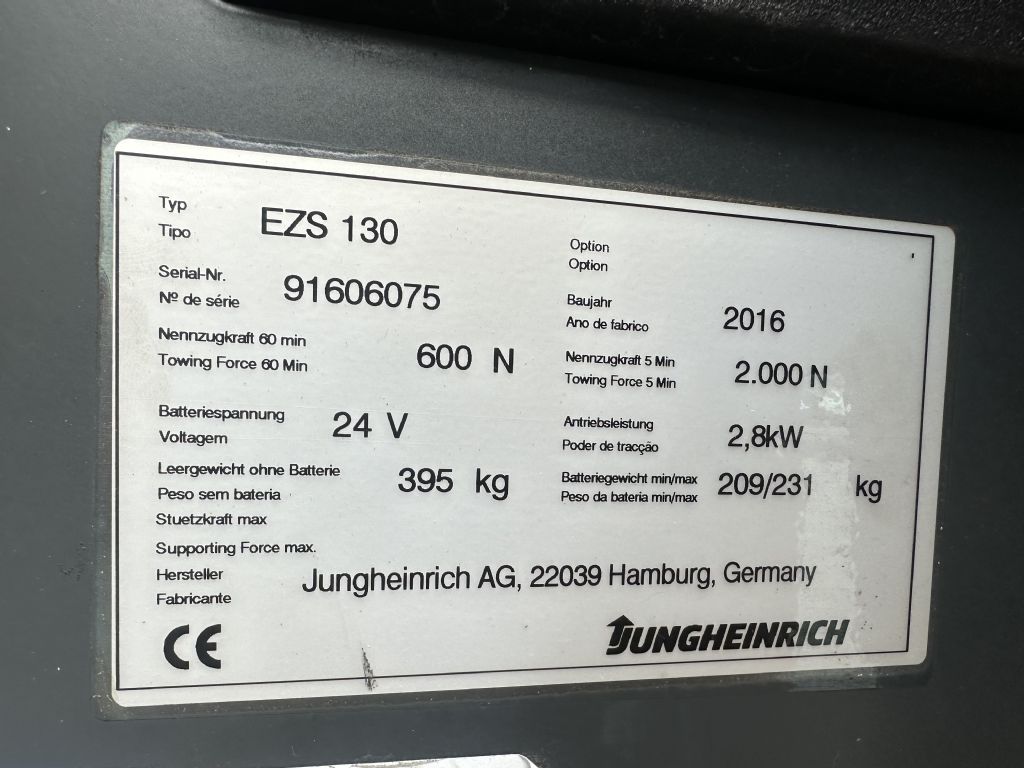 Typ
Tipo
EZS 130
Option
Option
Serial-Nr.
Nº de série
91606075
Baujahr
Ano de fabrico
2016
Nennzugkraft 60 min
Towing Force 60 Min
600 N
Nennzugkraft 5 Min
Towing Force 5 Min
2.000 N
Batteriespannung
Voltagem
24 V
Antriebsleistung
Poder de tracção
2,8kW
Leergewicht ohne Batterie
Peso sem bateria
395 kg
Batteriegewicht min/max
Peso da bateria min/max
209/231 kg
Stuetzkraft max
Supporting Force max.
Hersteller
Fabricante
Jungheinrich AG, 22039 Hamburg, Germany
CE
JUNGHEINRICH